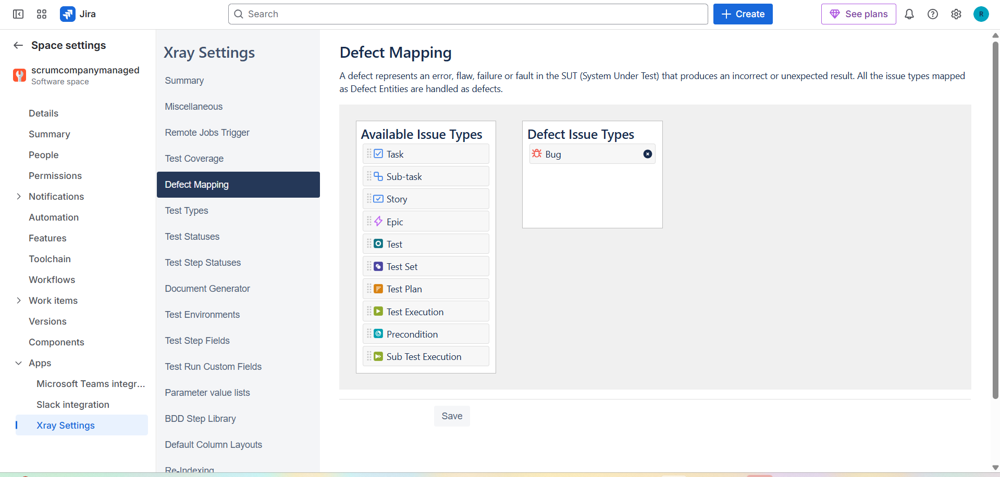 Jira
Search
Create
See plans
R
Space settings
scrumcompanymanaged
Software space
Details
Summary
People
Permissions
Notifications
Automation
Features
Toolchain
Workflows
Work items
Versions
Components
Apps
Microsoft Teams integr...
Slack integration
Xray Settings
Xray Settings
Summary
Miscellaneous
Remote Jobs Trigger
Test Coverage
Defect Mapping
Test Types
Test Statuses
Test Step Statuses
Document Generator
Test Environments
Test Step Fields
Test Run Custom Fields
Parameter value lists
BDD Step Library
Default Column Layouts
Re-Indexing
Defect Mapping
A defect represents an error, flaw, failure or fault in the SUT (System Under Test) that produces an incorrect or unexpected result. All the issue types mapped
as Defect Entities are handled as defects.
Available Issue Types
Task
Sub-task
Story
Epic
Test
Test Set
Test Plan
Test Execution
Precondition
Sub Test Execution
Defect Issue Types
Bug
Save